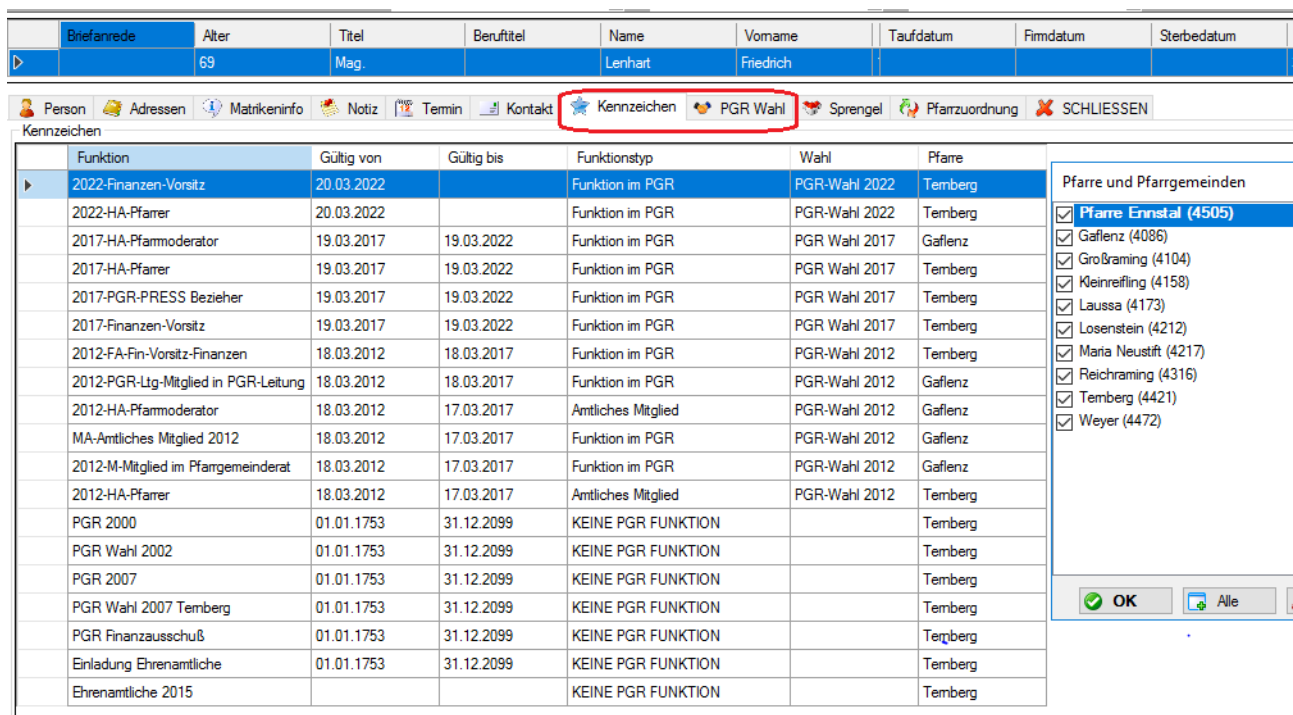 Briefanrede Alter Titel Beruftitel Name Vorname Taufdatum Firmdatum Sterbedatum
69 Mag. Lenhart Friedrich
Person Adressen Matrikeninfo Notiz Termin Kontakt Kennzeichen PGR Wahl Sprengel Pfarrzuordnung SCHLIESSEN
Kennzeichen
Funktion Gültig von Gültig bis Funktionstyp Wahl Pfarre
2022-Finanzen-Vorsitz 20.03.2022 Funktion im PGR PGR-Wahl 2022 Ternberg
2022-HA-Pfarrer 20.03.2022 Funktion im PGR PGR-Wahl 2022 Ternberg
2017-HA-Pfarrmoderator 19.03.2017 19.03.2022 Funktion im PGR PGR Wahl 2017 Gaflenz
2017-HA-Pfarrer 19.03.2017 19.03.2022 Funktion im PGR PGR Wahl 2017 Ternberg
2017-PGR-PRESS Bezieher 19.03.2017 19.03.2022 Funktion im PGR PGR Wahl 2017 Ternberg
2017-Finanzen-Vorsitz 19.03.2017 19.03.2022 Funktion im PGR PGR Wahl 2017 Ternberg
2012-FA-Fin-Vorsitz-Finanzen 18.03.2012 18.03.2017 Funktion im PGR PGR-Wahl 2012 Ternberg
2012-PGR-Ltg-Mitglied in PGR-Leitung 18.03.2012 18.03.2017 Funktion im PGR PGR-Wahl 2012 Gaflenz
2012-HA-Pfarrmoderator 18.03.2012 17.03.2017 Amtliches Mitglied PGR-Wahl 2012 Gaflenz
MA-Amtliches Mitglied 2012 18.03.2012 17.03.2017 Funktion im PGR PGR-Wahl 2012 Gaflenz
2012-M-Mitglied im Pfarrgemeinderat 18.03.2012 17.03.2017 Funktion im PGR PGR-Wahl 2012 Gaflenz
2012-HA-Pfarrer 18.03.2012 17.03.2017 Amtliches Mitglied PGR-Wahl 2012 Ternberg
PGR 2000 01.01.1753 31.12.2099 KEINE PGR FUNKTION Ternberg
PGR Wahl 2002 01.01.1753 31.12.2099 KEINE PGR FUNKTION Ternberg
PGR 2007 01.01.1753 31.12.2099 KEINE PGR FUNKTION Ternberg
PGR Wahl 2007 Ternberg 01.01.1753 31.12.2099 KEINE PGR FUNKTION Ternberg
PGR Finanzausschuß 01.01.1753 31.12.2099 KEINE PGR FUNKTION Ternberg
Einladung Ehrenamtliche 01.01.1753 31.12.2099 KEINE PGR FUNKTION Ternberg
Ehrenamtliche 2015 KEINE PGR FUNKTION Ternberg
Pfarre und Pfarrgemeinden
Pfarre Ennstal (4505)
Gaflenz (4086)
Großraming (4104)
Kleinreifling (4158)
Laussa (4173)
Losenstein (4212)
Maria Neustift (4217)
Reichraming (4316)
Ternberg (4421)
Weyer (4472)
OK Alle